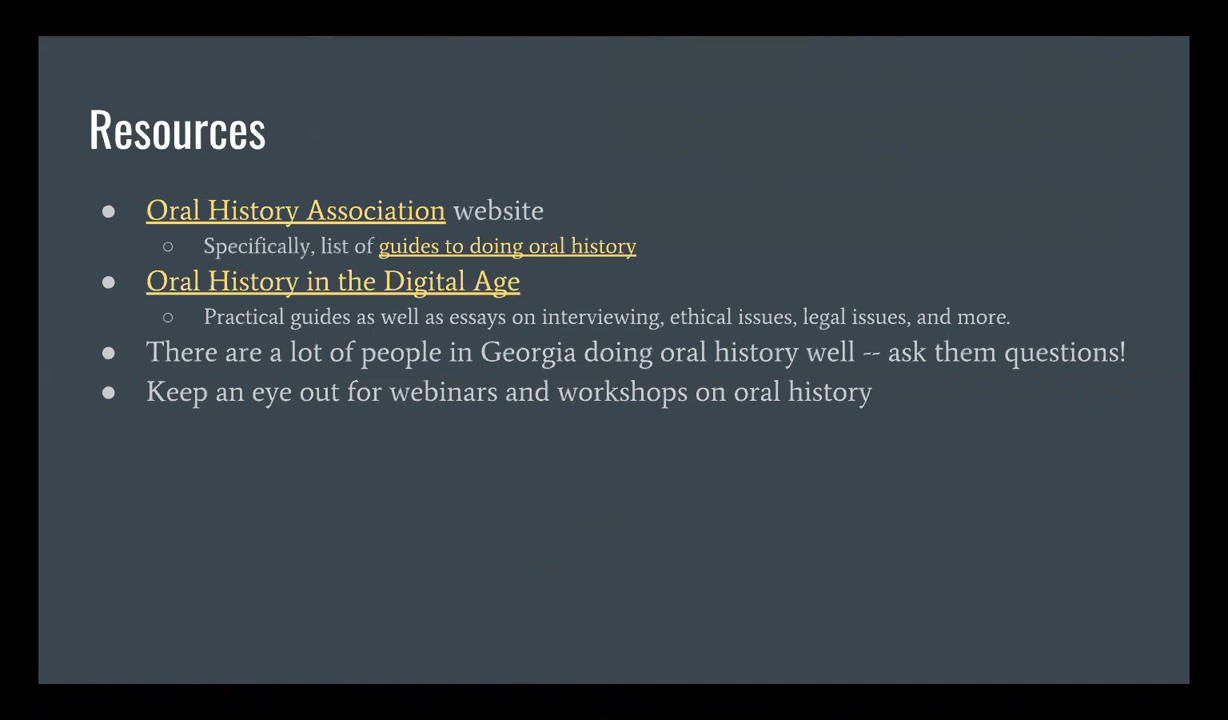 Resources
● Oral History Association website
○ Specifically, list of guides to doing oral history
● Oral History in the Digital Age
○ Practical guides as well as essays on interviewing, ethical issues, legal issues, and more.
● There are a lot of people in Georgia doing oral history well -- ask them questions!
● Keep an eye out for webinars and workshops on oral history